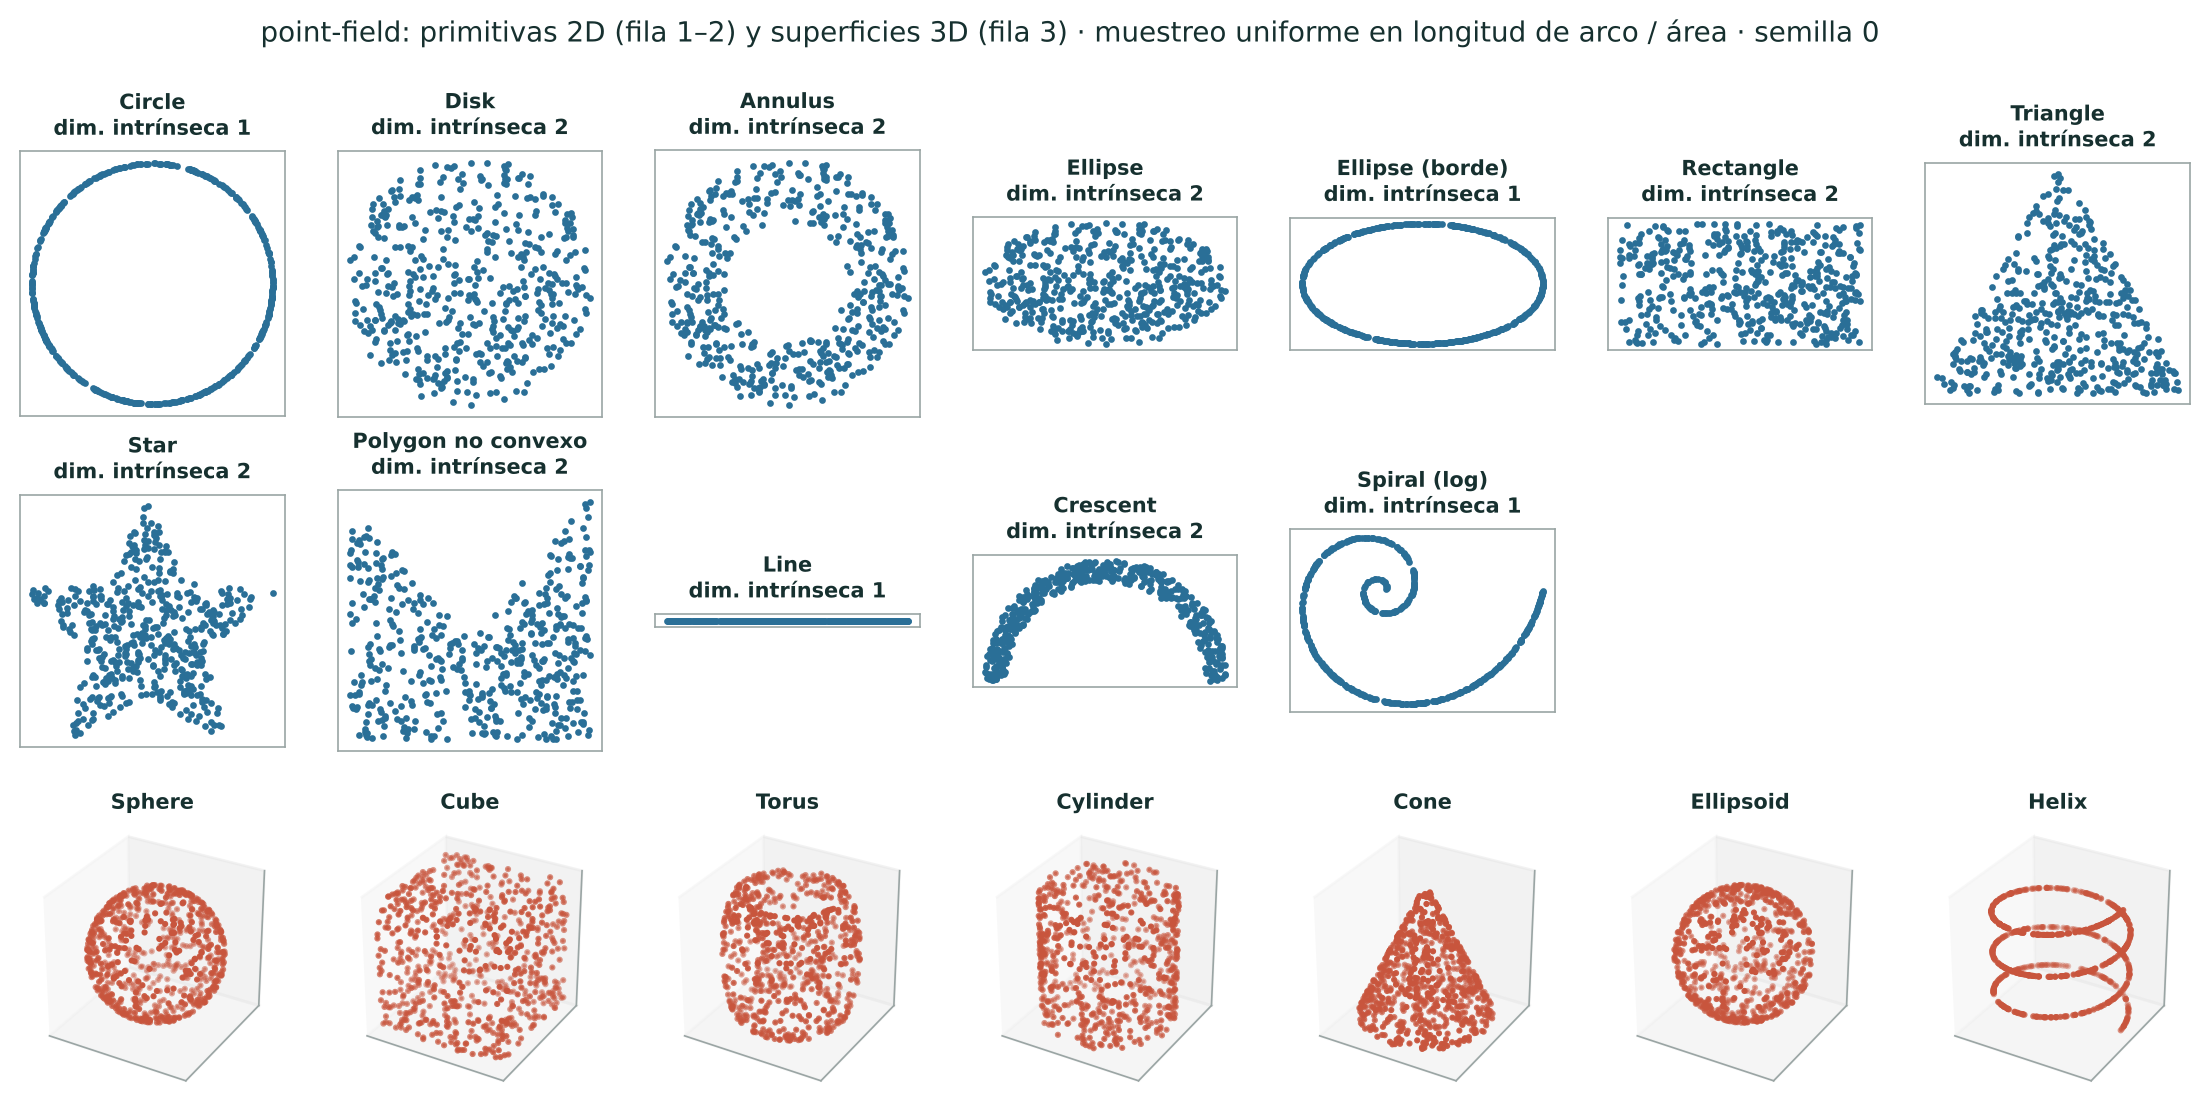 point-field: primitivas 2D (fila 1–2) y superficies 3D (fila 3) · muestreo uniforme en longitud de arco / área · semilla 0
Circle
dim. intrínseca 1
Disk
dim. intrínseca 2
Annulus
dim. intrínseca 2
Ellipse
dim. intrínseca 2
Ellipse (borde)
dim. intrínseca 1
Rectangle
dim. intrínseca 2
Triangle
dim. intrínseca 2
Star
dim. intrínseca 2
Polygon no convexo
dim. intrínseca 2
Line
dim. intrínseca 1
Crescent
dim. intrínseca 2
Spiral (log)
dim. intrínseca 1
Sphere
Cube
Torus
Cylinder
Cone
Ellipsoid
Helix